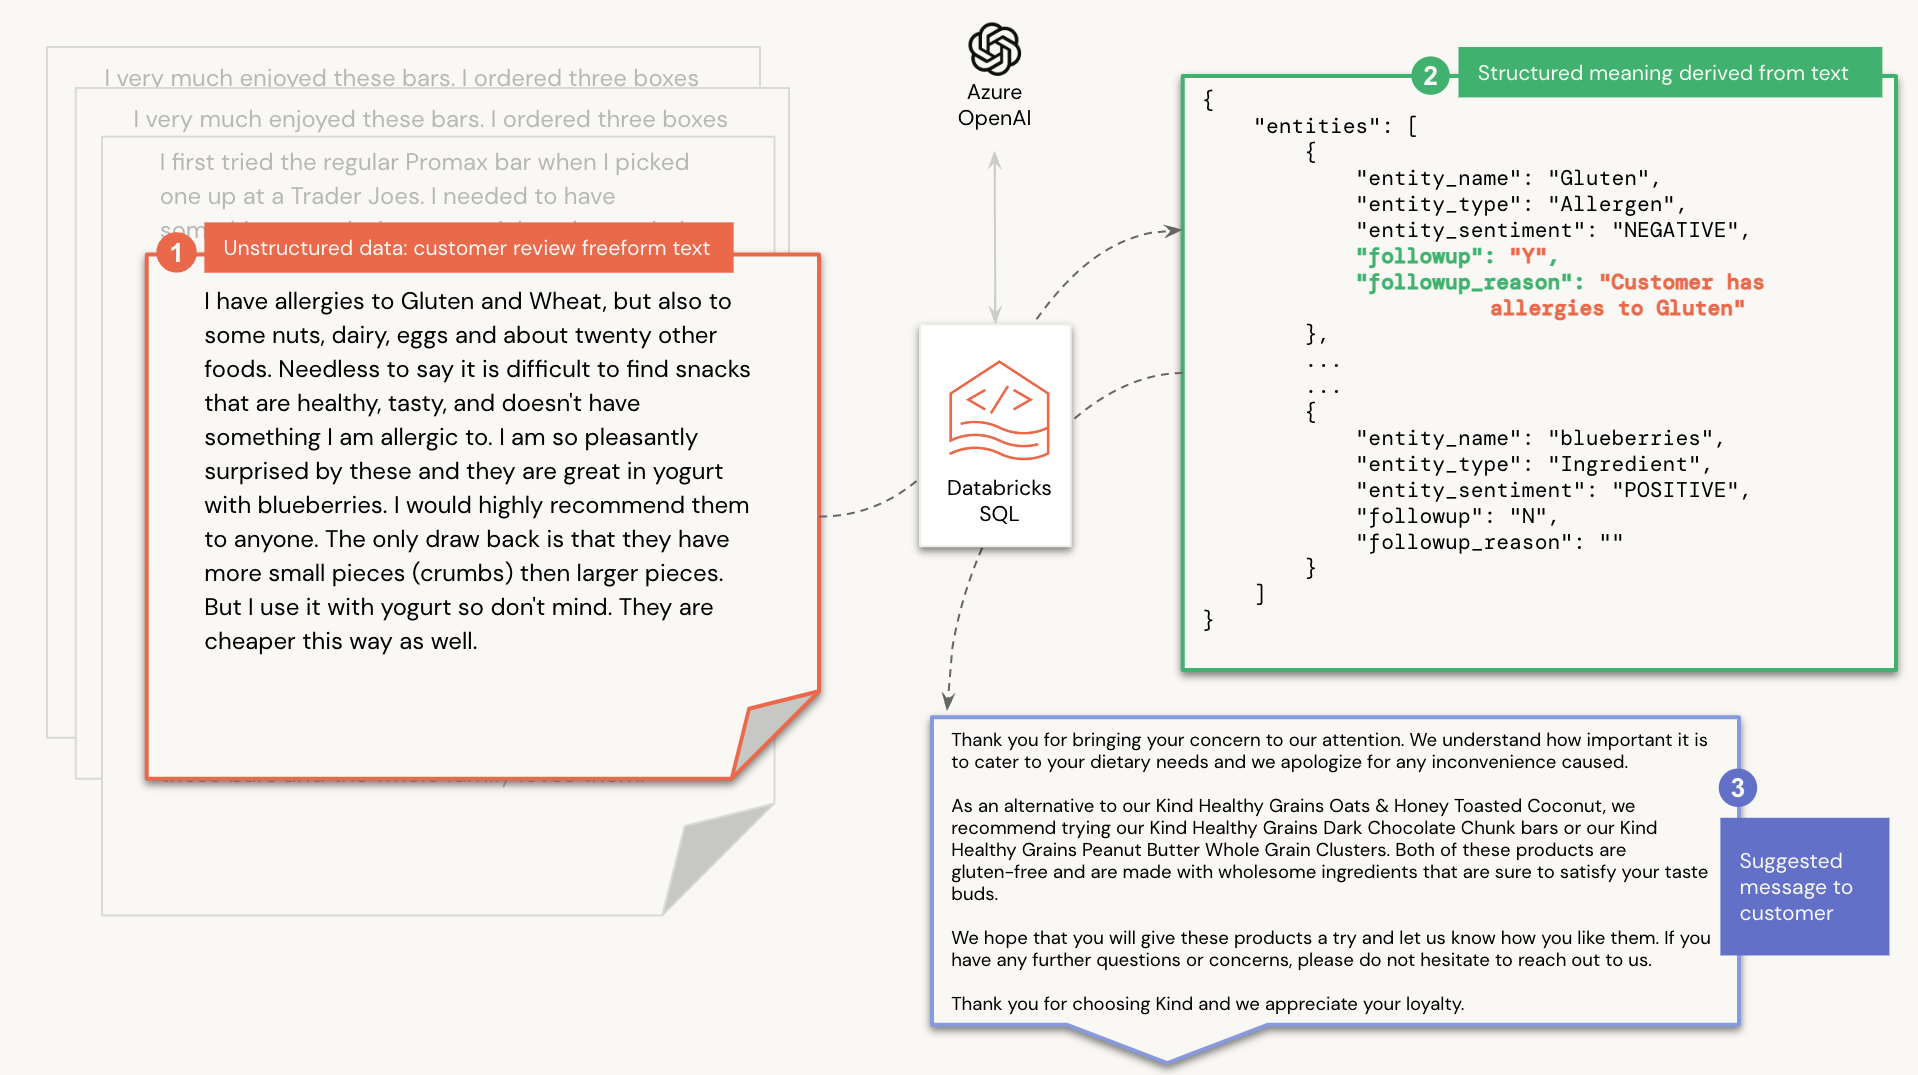 I very much enjoyed these bars. I ordered three boxes
I very much enjoyed these bars. I ordered three boxes
I first tried the regular Promax bar when I picked
one up at a Trader Joes. I needed to have
1
Unstructured data: customer review freeform text
I have allergies to Gluten and Wheat, but also to
some nuts, dairy, eggs and about twenty other
foods. Needless to say it is difficult to find snacks
that are healthy, tasty, and doesn't have
something I am allergic to. I am so pleasantly
surprised by these and they are great in yogurt
with blueberries. I would highly recommend them
to anyone. The only draw back is that they have
more small pieces (crumbs) then larger pieces.
But I use it with yogurt so don't mind. They are
cheaper this way as well.
Azure
OpenAI
</>
Databricks
SQL
2
Structured meaning derived from text
{
"entities": [
{
"entity_name": "Gluten",
"entity_type": "Allergen",
"entity_sentiment": "NEGATIVE",
"followup": "Y",
"followup_reason": "Customer has
allergies to Gluten"
},
...
...
{
"entity_name": "blueberries",
"entity_type": "Ingredient",
"entity_sentiment": "POSITIVE",
"followup": "N",
"followup_reason": ""
}
]
}
Thank you for bringing your concern to our attention. We understand how important it is
to cater to your dietary needs and we apologize for any inconvenience caused.
As an alternative to our Kind Healthy Grains Oats & Honey Toasted Coconut, we
recommend trying our Kind Healthy Grains Dark Chocolate Chunk bars or our Kind
Healthy Grains Peanut Butter Whole Grain Clusters. Both of these products are
gluten-free and are made with wholesome ingredients that are sure to satisfy your taste
buds.
We hope that you will give these products a try and let us know how you like them. If you
have any further questions or concerns, please do not hesitate to reach out to us.
Thank you for choosing Kind and we appreciate your loyalty.
3
Suggested
message to
customer